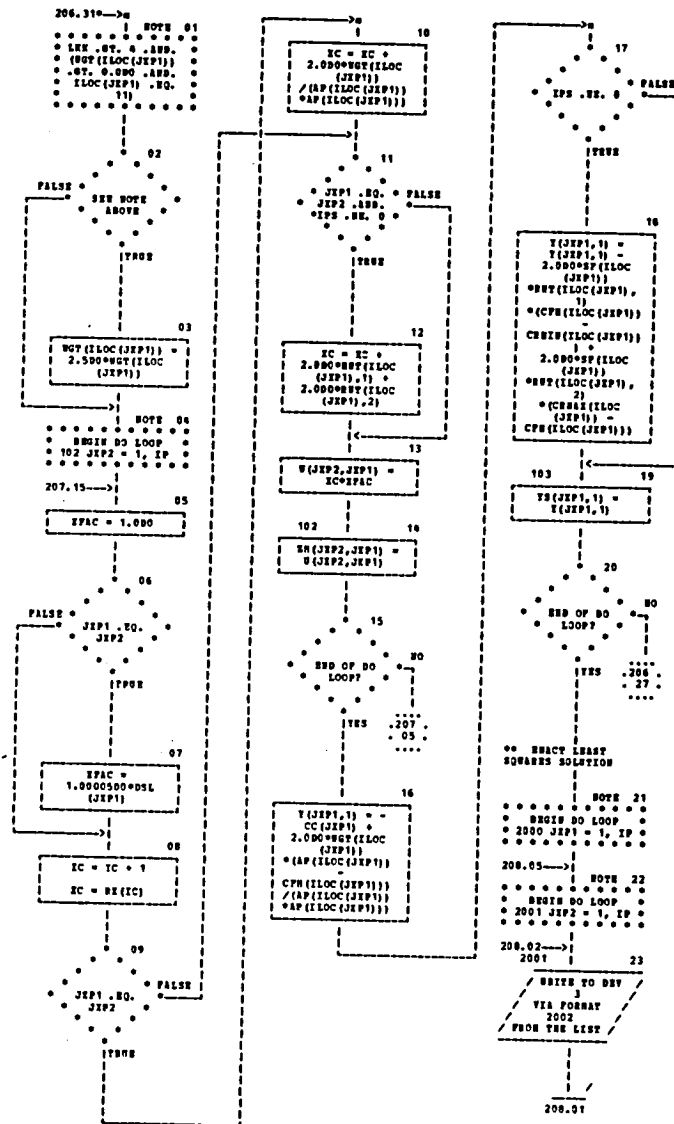 206.31*--->*
NOTE 01
LKK .GT. 4 .AND.
(WGT(ILOC(JXP1))
.GT. 0.0D0 .AND.
ILOC(JXP1) .EQ.
11)
02
FALSE
SEE NOTE
ABOVE
TRUE
03
WGT(ILOC(JXP1)) =
2.5D0*WGT(ILOC
(JXP1))
NOTE 04
BEGIN DO LOOP
102 JXP2 = 1, IP
207.15--->
05
XFAC = 1.0D0
06
FALSE
JXP1 .EQ.
JXP2
TRUE
07
XFAC =
1.00005D0*DSL
(JXP1)
08
IC = IC + 1
XC = RX(IC)
09
JXP1 .EQ.
JXP2
FALSE
TRUE
10
XC = XC +
2.0D0*WGT(ILOC
(JXP1))
/(AP(ILOC(JXP1))
*AP(ILOC(JXP1)))
11
JXP1 .EQ.
JXP2 .AND.
IPS .NE. 0
FALSE
TRUE
12
XC = XC +
2.0D0*RWT(ILOC
(JXP1),1) +
2.0D0*RWT(ILOC
(JXP1),2)
13
U(JXP2,JXP1) =
XC*XFAC
102 14
XM(JXP2,JXP1) =
U(JXP2,JXP1)
15
END OF DO
LOOP?
NO
207
05
YES
16
Y(JXP1,1) = -
CC(JXP1) +
2.0D0*WGT(ILOC
(JXP1))
*(AP(ILOC(JXP1))
-
CPM(ILOC(JXP1)))
/(AP(ILOC(JXP1))
*AP(ILOC(JXP1)))
17
IPS .NE. 0
FALSE
TRUE
18
Y(JXP1,1) =
Y(JXP1,1) -
2.0D0*SF(ILOC
(JXP1))
*RWT(ILOC(JXP1),
1)
*(CPM(ILOC(JXP1))
-
CRMIN(ILOC(JXP1))
) +
2.0D0*SF(ILOC
(JXP1))
*RWT(ILOC(JXP1),
2)
*(CRMAX(ILOC
(JXP1)) -
CPM(ILOC(JXP1)))
103 19
YS(JXP1,1) =
Y(JXP1,1)
20
END OF DO
LOOP?
NO
206
27
YES
** EXACT LEAST
SQUARES SOLUTION
NOTE 21
BEGIN DO LOOP
2000 JXP1 = 1, IP
208.05--->
NOTE 22
BEGIN DO LOOP
2001 JXP2 = 1, IP
208.02--->
2001 23
WRITE TO DEV
3
VIA FORMAT
2002
FROM THE LIST
208.01